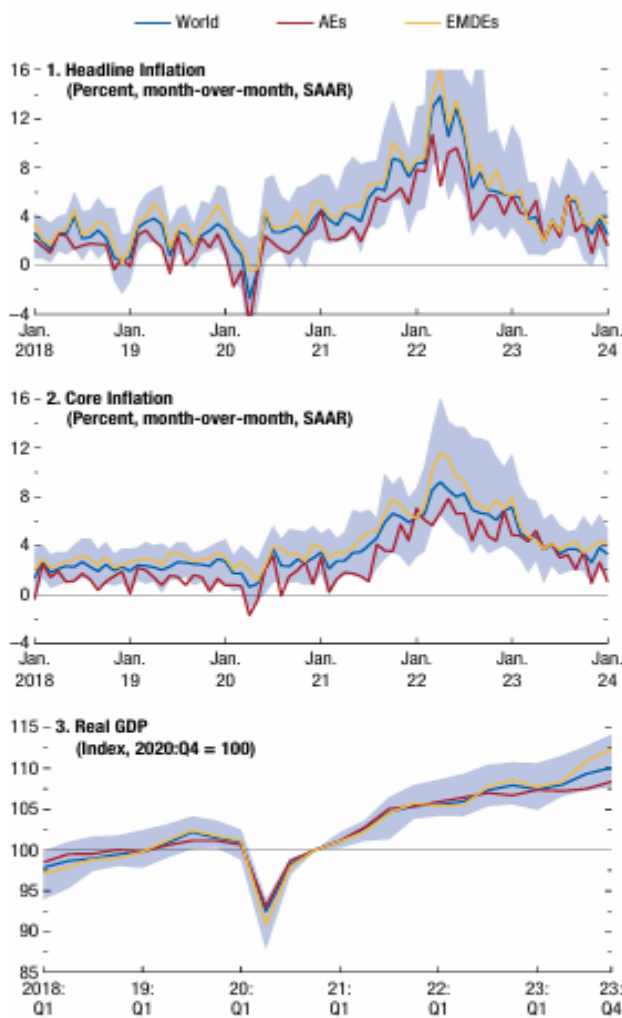 World AEs EMDEs
16 – 1. Headline Inflation
(Percent, month-over-month, SAAR)
12
8
4
0
–4
Jan. Jan. Jan. Jan. Jan. Jan. Jan.
2018 19 20 21 22 23 24
16 – 2. Core Inflation
(Percent, month-over-month, SAAR)
12
8
4
0
–4
Jan. Jan. Jan. Jan. Jan. Jan. Jan.
2018 19 20 21 22 23 24
115 – 3. Real GDP
(Index, 2020:Q4 = 100)
110
105
100
95
90
85
2018: 19: 20: 21: 22: 23: 23:
Q1 Q1 Q1 Q1 Q1 Q1 Q4